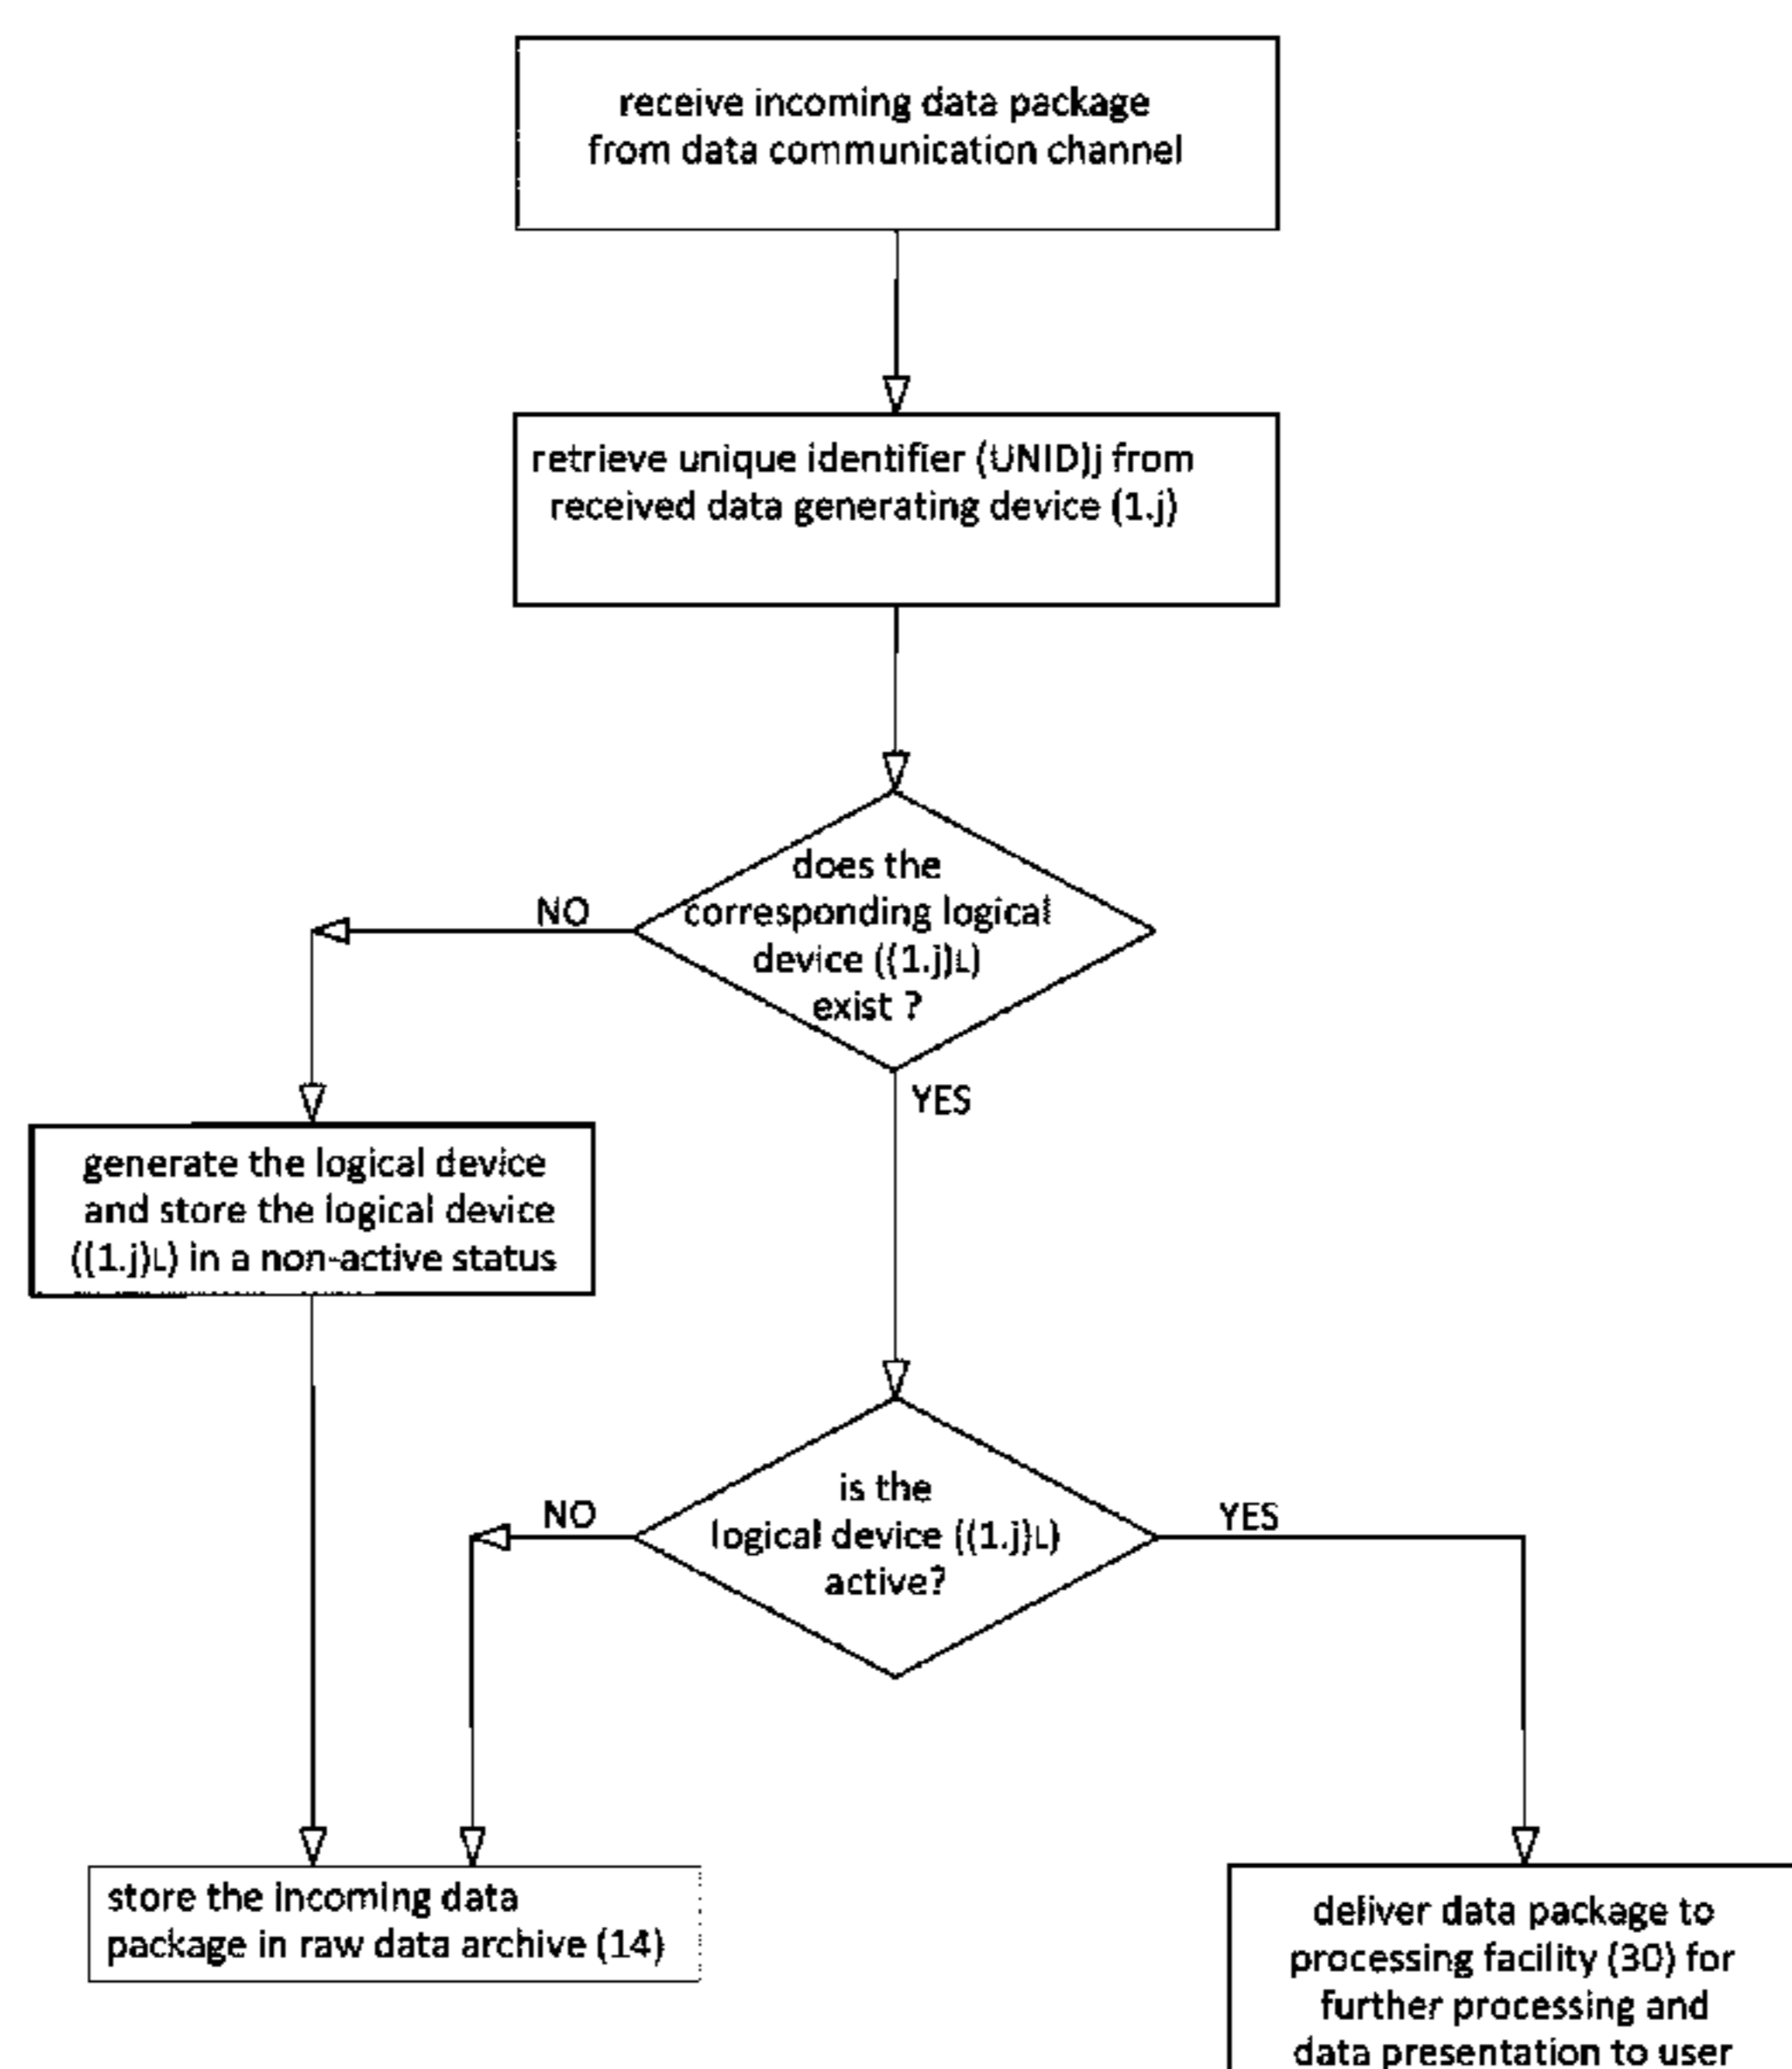 receive incoming data package
from data communication channel
retrieve unique identifier (UNID)j from
received data generating device (1.j)
does the
corresponding logical
device ((1.j)L)
exist ?
NO
YES
generate the logical device
and store the logical device
((1.j)L) in a non-active status
is the
logical device ((1.j)L)
active?
NO
YES
store the incoming data
package in raw data archive (14)
deliver data package to
processing facility (30) for
further processing and
data presentation to user